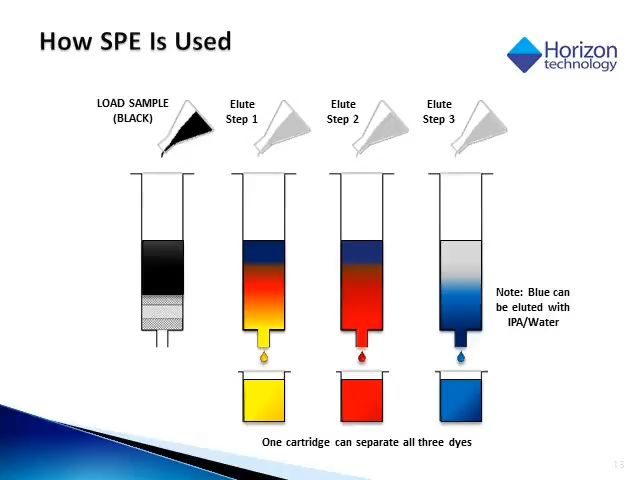 How SPE Is Used
Horizon
technology
LOAD SAMPLE
(BLACK)
Elute
Step 1
Elute
Step 2
Elute
Step 3
Note: Blue can
be eluted with
IPA/Water
One cartridge can separate all three dyes
13